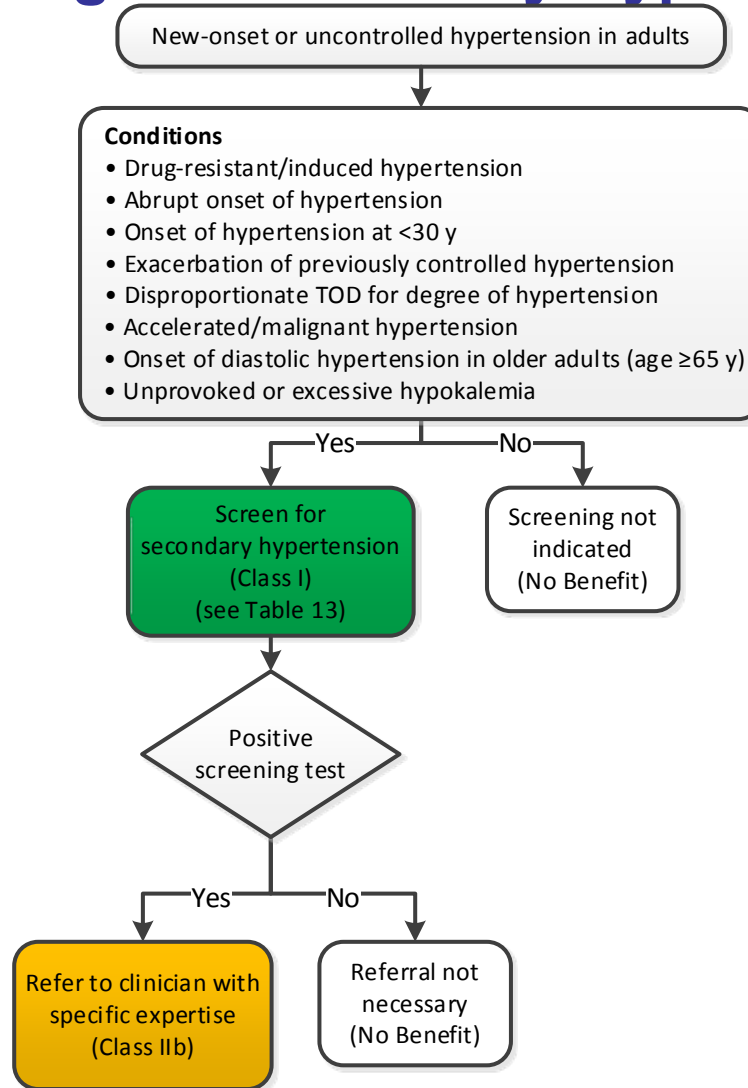 New-onset or uncontrolled hypertension in adults
Conditions
• Drug-resistant/induced hypertension
• Abrupt onset of hypertension
• Onset of hypertension at <30 y
• Exacerbation of previously controlled hypertension
• Disproportionate TOD for degree of hypertension
• Accelerated/malignant hypertension
• Onset of diastolic hypertension in older adults (age ≥65 y)
• Unprovoked or excessive hypokalemia
Yes
No
Screen for
secondary hypertension
(Class I)
(see Table 13)
Screening not
indicated
(No Benefit)
Positive
screening test
Yes
No
Refer to clinician with
specific expertise
(Class IIb)
Referral not
necessary
(No Benefit)